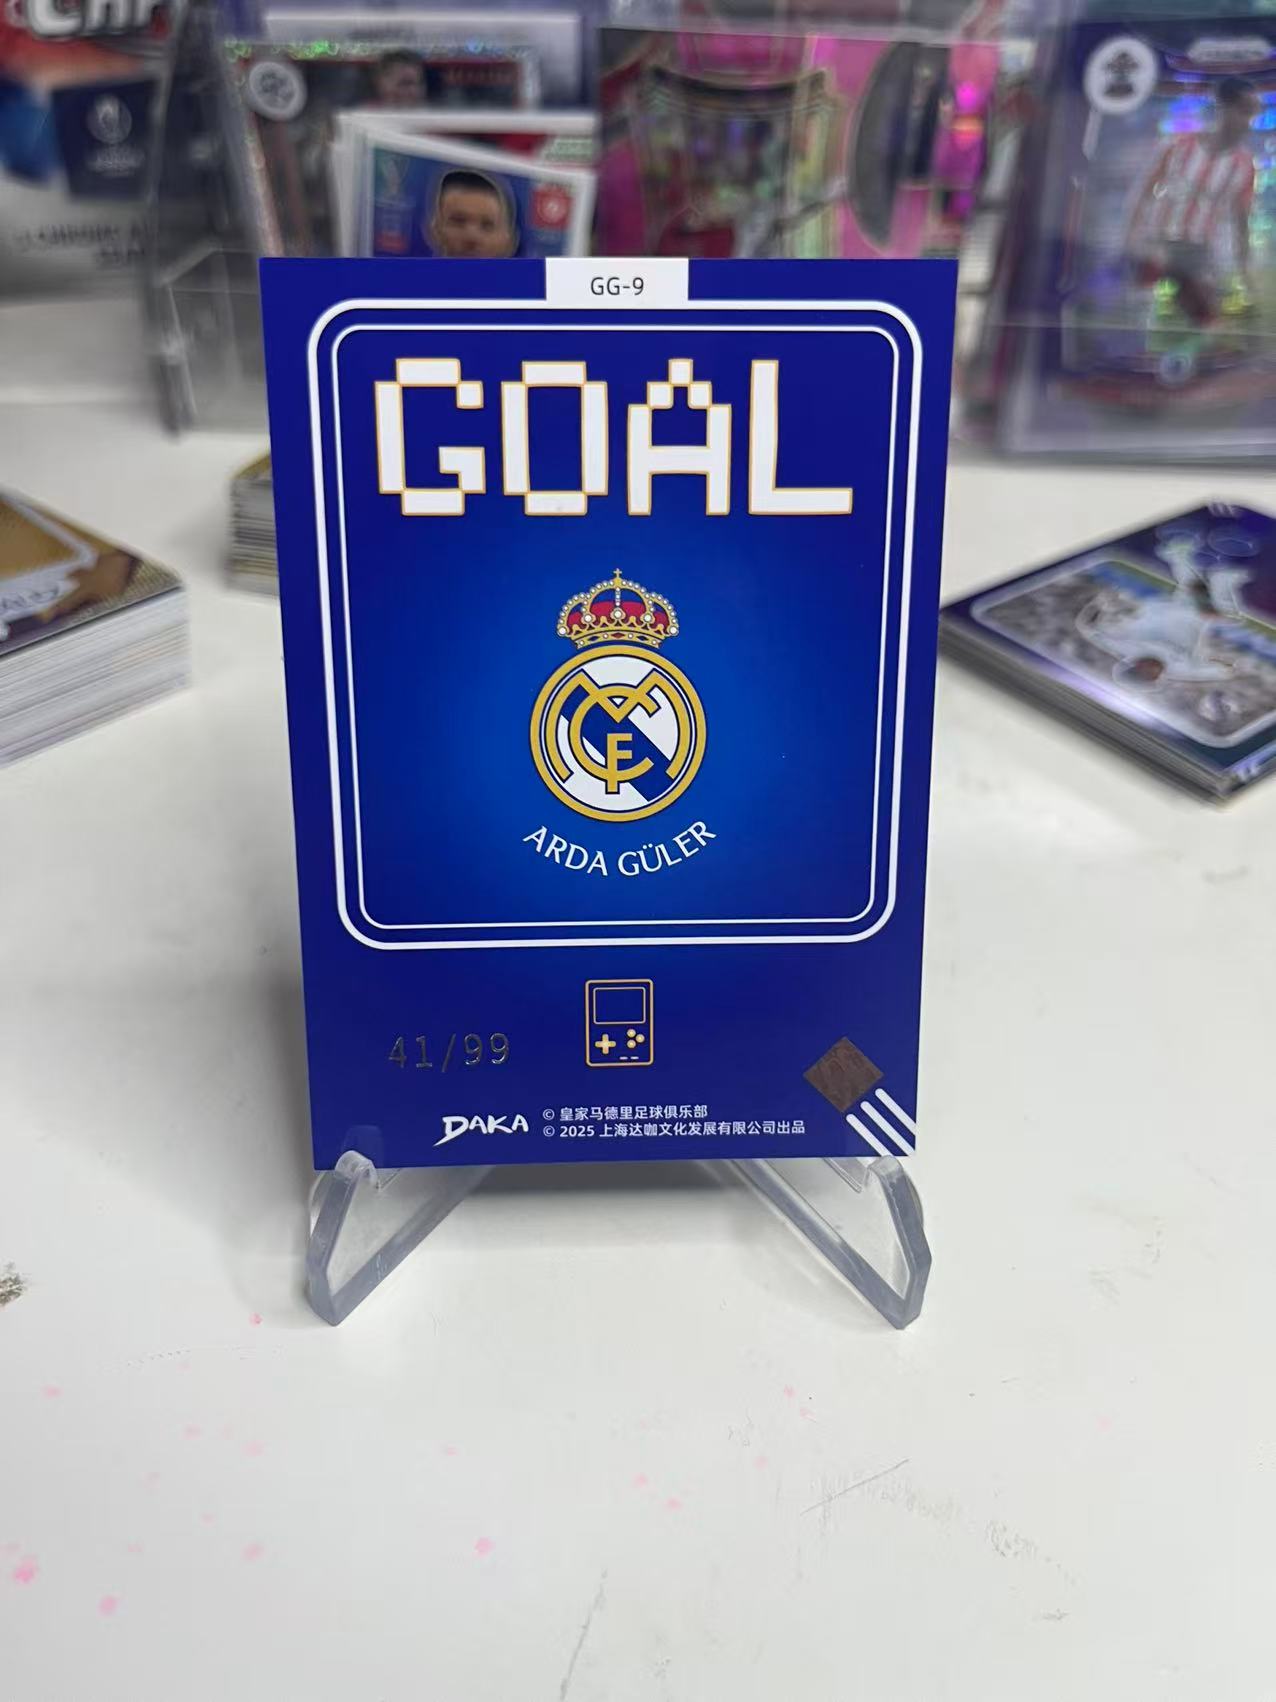 GG-9
GOAL
ARDA GÜLER
41/99
DAKA
© 皇家马德里足球俱乐部
© 2025 上海达咖文化发展有限公司出品